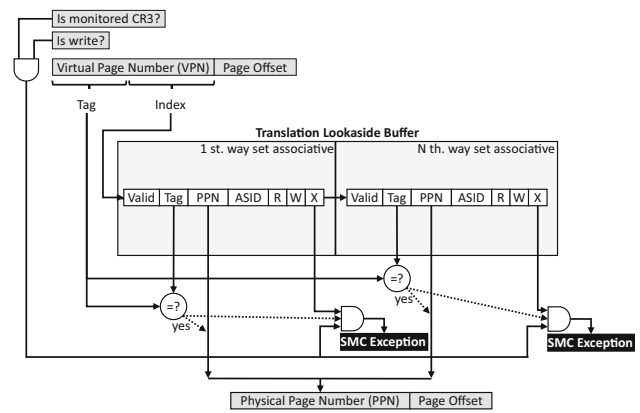 Is monitored CR3?
Is write?
Virtual Page Number (VPN) Page Offset
Tag Index
Translation Lookaside Buffer
1 st. way set associative N th. way set associative
Valid Tag PPN ASID R W X Valid Tag PPN ASID R W X
=?
yes
=?
yes
SMC Exception SMC Exception
Physical Page Number (PPN) Page Offset